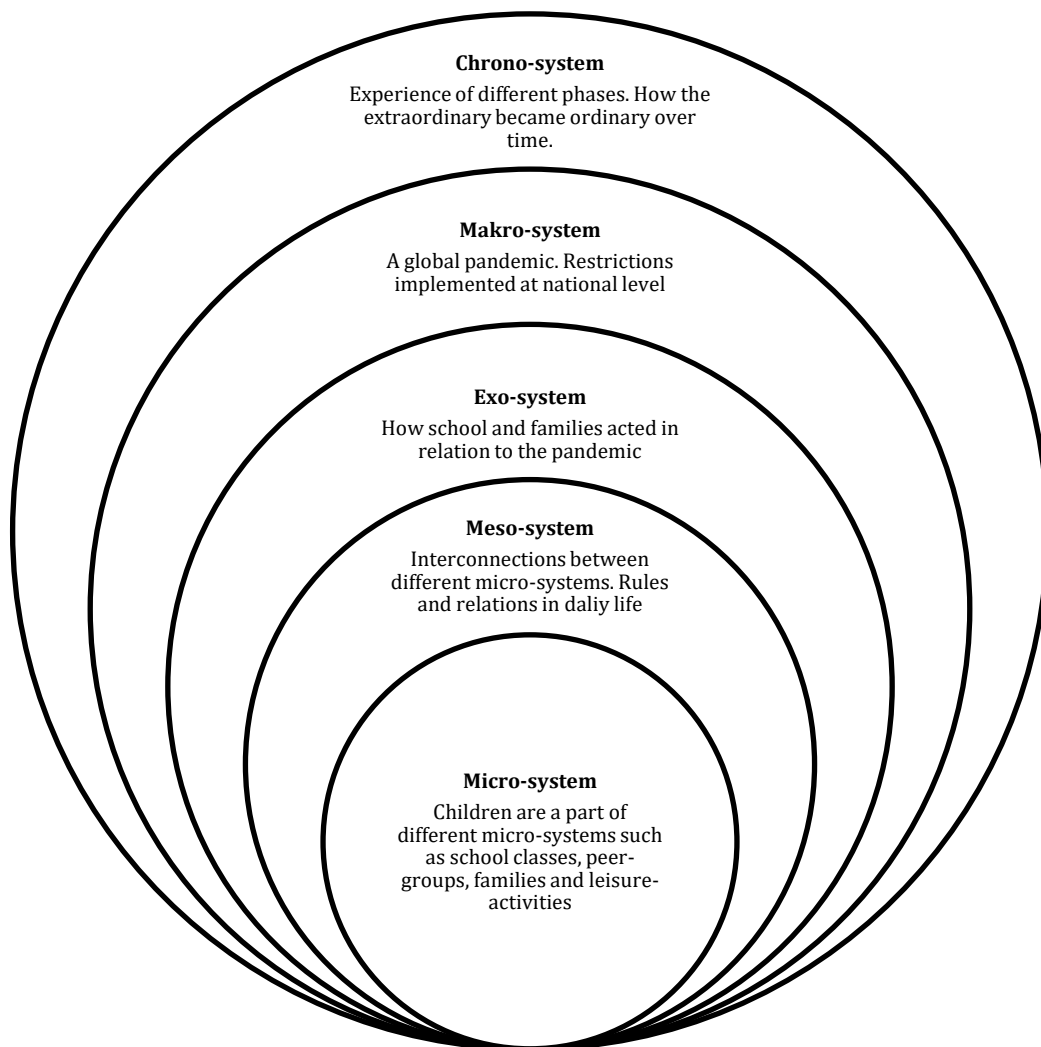 Chrono-system
Experience of different phases. How the
extraordinary became ordinary over
time.
Makro-system
A global pandemic. Restrictions
implemented at national level
Exo-system
How school and families acted in
relation to the pandemic
Meso-system
Interconnections between
different micro-systems. Rules
and relations in daliy life
Micro-system
Children are a part of
different micro-systems such
as school classes, peer-
groups, families and leisure-
activities